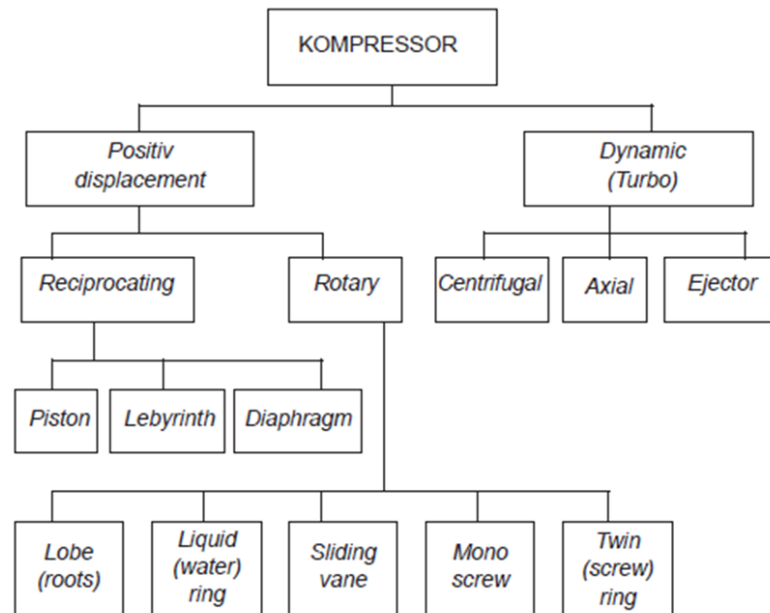 KOMPRESSOR
Positiv
displacement
Dynamic
(Turbo)
Reciprocating
Rotary
Centrifugal
Axial
Ejector
Piston
Lebyrinth
Diaphragm
Lobe
(roots)
Liquid
(water)
ring
Sliding
vane
Mono
screw
Twin
(screw)
ring